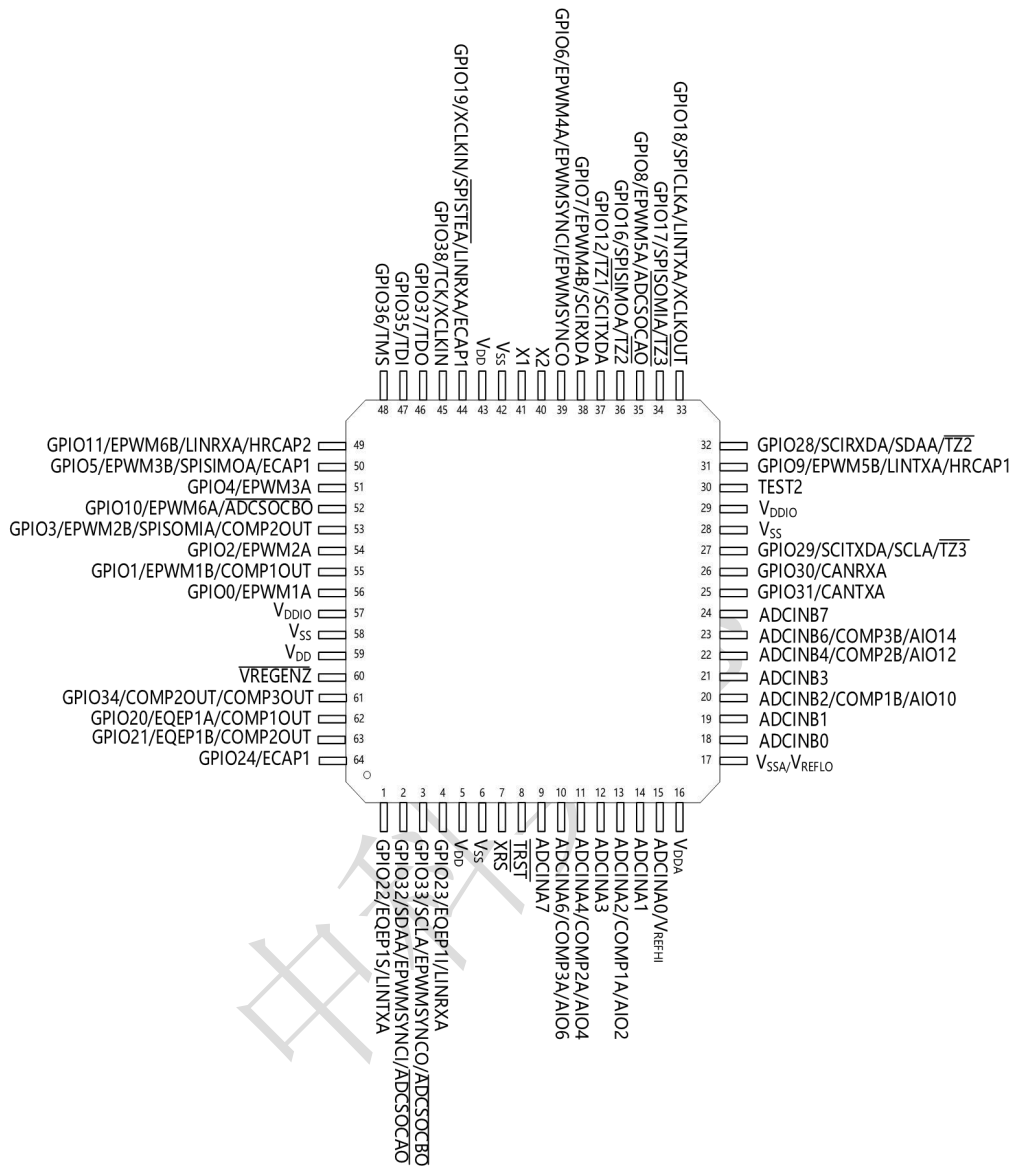 GPIO36/TMS
GPIO35/TDI
GPIO37/TDO
GPIO38/TCK/XCLKIN
GPIO19/XCLKIN/SPISTEA/LINRXA/ECAP1
VDD
VSS
X1
X2
GPIO6/EPWM4A/EPWMSYNCI/EPWMSYNCO
GPIO7/EPWM4B/SCIRXDA
GPIO12/TZ1/SCITXDA
GPIO16/SPISIMOA/TZ2
GPIO8/EPWM5A/ADCSOCAO
GPIO17/SPISOMIA/TZ3
GPIO18/SPICLKA/LINTXA/XCLKOUT
48 47 46 45 44 43 42 41 40 39 38 37 36 35 34 33
GPIO11/EPWM6B/LINRXA/HRCAP2 49
GPIO5/EPWM3B/SPISIMOA/ECAP1 50
GPIO4/EPWM3A 51
GPIO10/EPWM6A/ADCSOCBO 52
GPIO3/EPWM2B/SPISOMIA/COMP2OUT 53
GPIO2/EPWM2A 54
GPIO1/EPWM1B/COMP1OUT 55
GPIO0/EPWM1A 56
VDDIO 57
VSS 58
VDD 59
VREGENZ 60
GPIO34/COMP2OUT/COMP3OUT 61
GPIO20/EQEP1A/COMP1OUT 62
GPIO21/EQEP1B/COMP2OUT 63
GPIO24/ECAP1 64
32 GPIO28/SCIRXDA/SDAA/TZ2
31 GPIO9/EPWM5B/LINTXA/HRCAP1
30 TEST2
29 VDDIO
28 VSS
27 GPIO29/SCITXDA/SCLA/TZ3
26 GPIO30/CANRXA
25 GPIO31/CANTXA
24 ADCINB7
23 ADCINB6/COMP3B/AIO14
22 ADCINB4/COMP2B/AIO12
21 ADCINB3
20 ADCINB2/COMP1B/AIO10
19 ADCINB1
18 ADCINB0
17 VSSA/VREFLO
1 2 3 4 5 6 7 8 9 10 11 12 13 14 15 16
GPIO22/EQEP1S/LINTXA
GPIO32/SDAA/EPWMSYNCI/ADCSOCAO
GPIO33/SCLA/EPWMSYNCO/ADCSOCBO
GPIO23/EQEP1I/LINRXA
VDD
VSS
XRS
TRST
ADCINA7
ADCINA6/COMP3A/AIO6
ADCINA4/COMP2A/AIO4
ADCINA3
ADCINA2/COMP1A/AIO2
ADCINA1
ADCINA0/VREFHI
VDDA
中科